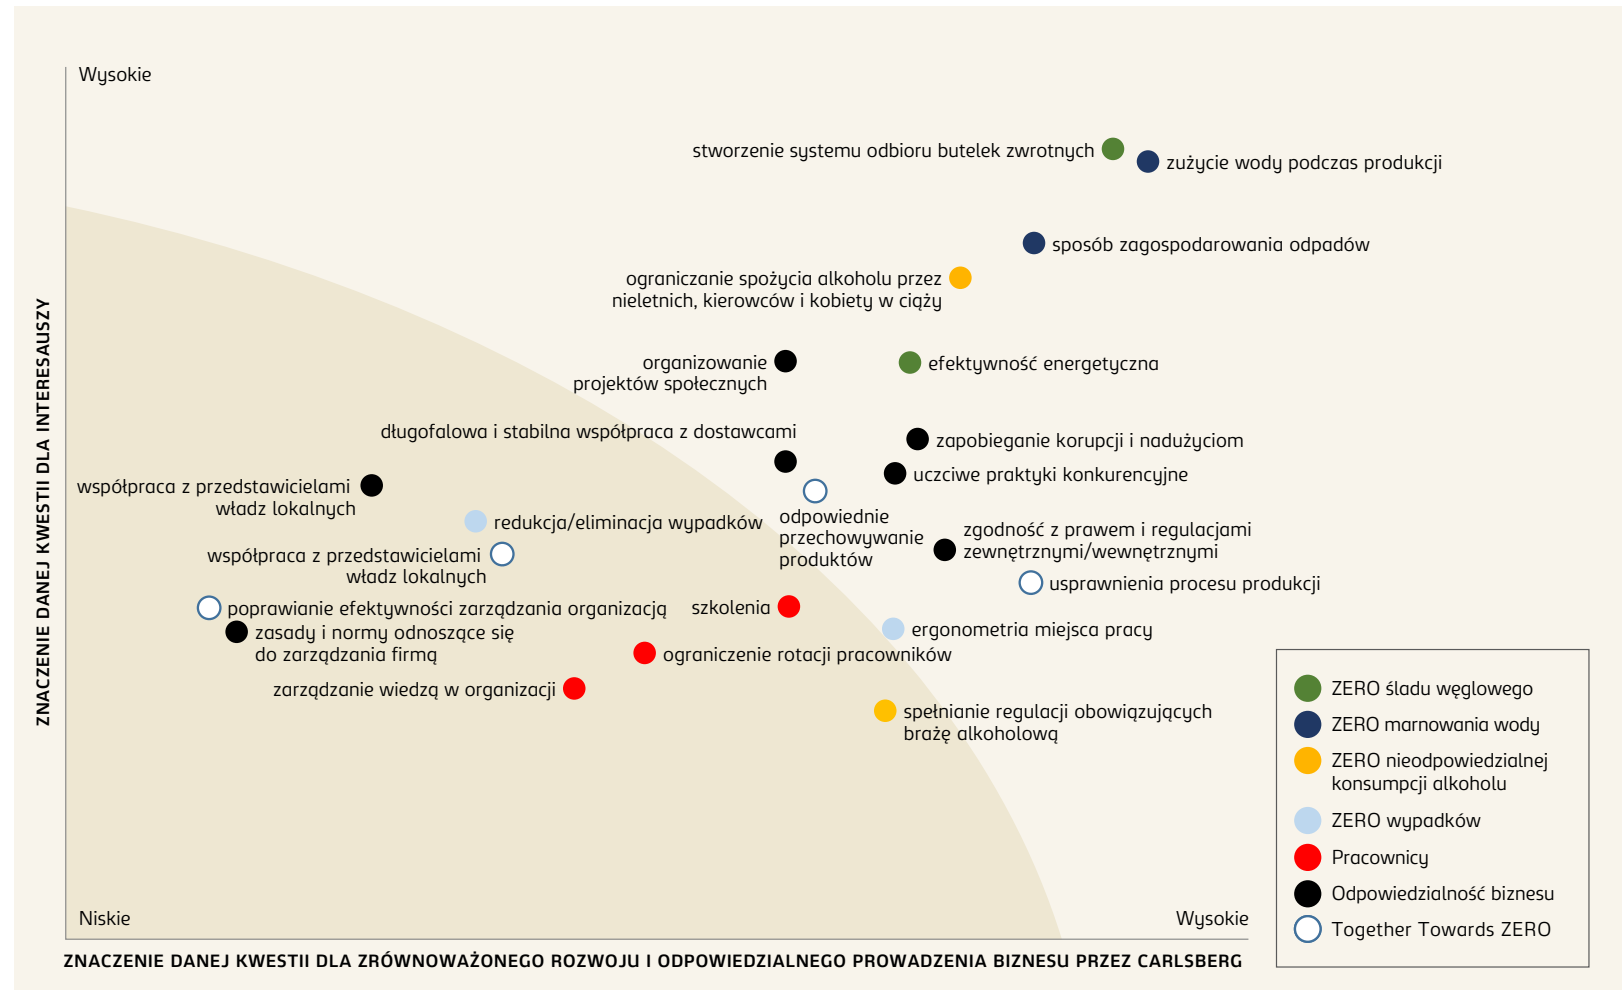 Wysokie
stworzenie systemu odbioru butelek zwrotnych
zużycie wody podczas produkcji
sposób zagospodarowania odpadów
ograniczanie spożycia alkoholu przez
nieletnich, kierowców i kobiety w ciąży
organizowanie
projektów społecznych
efektywność energetyczna
długofalowa i stabilna współpraca z dostawcami
zapobieganie korupcji i nadużyciom
uczciwe praktyki konkurencyjne
współpraca z przedstawicielami
władz lokalnych
redukcja/eliminacja wypadków
odpowiednie
przechowywanie
produktów
zgodność z prawem i regulacjami
zewnętrznymi/wewnętrznymi
współpraca z przedstawicielami
władz lokalnych
usprawnienia procesu produkcji
poprawianie efektywności zarządzania organizacją
szkolenia
zasady i normy odnoszące się
do zarządzania firmą
ergonometria miejsca pracy
ograniczenie rotacji pracowników
zarządzanie wiedzą w organizacji
spełnianie regulacji obowiązujących
brażę alkoholową
Niskie
Wysokie
ZNACZENIE DANEJ KWESTII DLA INTERESAUSZY
ZNACZENIE DANEJ KWESTII DLA ZRÓWNOWAŻONEGO ROZWOJU I ODPOWIEDZIALNEGO PROWADZENIA BIZNESU PRZEZ CARLSBERG
ZERO śladu węglowego
ZERO marnowania wody
ZERO nieodpowiedzialnej
konsumpcji alkoholu
ZERO wypadków
Pracownicy
Odpowiedzialność biznesu
Together Towards ZERO